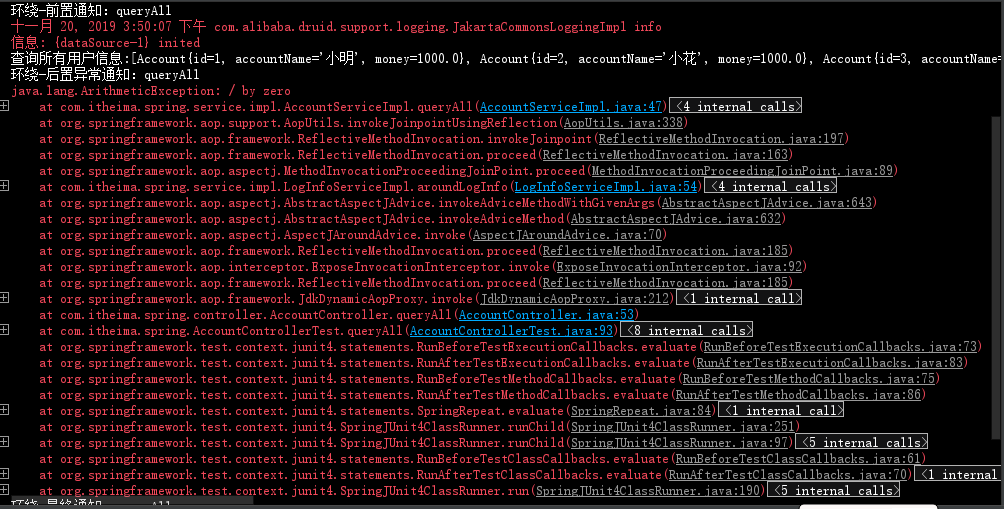 环绕-前置通知: queryAll
十一月 20, 2019 3:50:07 下午 com.alibaba.druid.support.logging.JakartaCommonsLoggingImpl info
信息: {dataSource-1} inited
查询所有用户信息:[Account{id=1, accountName='小明', money=1000.0}, Account{id=2, accountName='小花', money=1000.0}, Account{id=3, accountName=
环绕-后置异常通知: queryAll
java.lang.ArithmeticException: / by zero
at com.itheima.spring.service.impl.AccountServiceImpl.queryAll(AccountServiceImpl.java:47) <4 internal calls>
at org.springframework.aop.support.AopUtils.invokeJoinpointUsingReflection(AopUtils.java:338)
at org.springframework.aop.framework.ReflectiveMethodInvocation.invokeJoinpoint(ReflectiveMethodInvocation.java:197)
at org.springframework.aop.framework.ReflectiveMethodInvocation.proceed(ReflectiveMethodInvocation.java:163)
at org.springframework.aop.aspectj.MethodInvocationProceedingJoinPoint.proceed(MethodInvocationProceedingJoinPoint.java:89)
at com.itheima.spring.service.impl.LogInfoServiceImpl.aroundLogInfo(LogInfoServiceImpl.java:54) <4 internal calls>
at org.springframework.aop.aspectj.AbstractAspectJAdvice.invokeAdviceMethodWithGivenArgs(AbstractAspectJAdvice.java:643)
at org.springframework.aop.aspectj.AbstractAspectJAdvice.invokeAdviceMethod(AbstractAspectJAdvice.java:632)
at org.springframework.aop.aspectj.AspectJAroundAdvice.invoke(AspectJAroundAdvice.java:70)
at org.springframework.aop.framework.ReflectiveMethodInvocation.proceed(ReflectiveMethodInvocation.java:185)
at org.springframework.aop.interceptor.ExposeInvocationInterceptor.invoke(ExposeInvocationInterceptor.java:92)
at org.springframework.aop.framework.ReflectiveMethodInvocation.proceed(ReflectiveMethodInvocation.java:185)
at org.springframework.aop.framework.JdkDynamicAopProxy.invoke(JdkDynamicAopProxy.java:212) <1 internal call>
at com.itheima.spring.controller.AccountController.queryAll(AccountController.java:53)
at com.itheima.spring.AccountControllerTest.queryAll(AccountControllerTest.java:93) <8 internal calls>
at org.springframework.test.context.junit4.statements.RunBeforeTestExecutionCallbacks.evaluate(RunBeforeTestExecutionCallbacks.java:73)
at org.springframework.test.context.junit4.statements.RunAfterTestExecutionCallbacks.evaluate(RunAfterTestExecutionCallbacks.java:83)
at org.springframework.test.context.junit4.statements.RunBeforeTestMethodCallbacks.evaluate(RunBeforeTestMethodCallbacks.java:75)
at org.springframework.test.context.junit4.statements.RunAfterTestMethodCallbacks.evaluate(RunAfterTestMethodCallbacks.java:86)
at org.springframework.test.context.junit4.statements.SpringRepeat.evaluate(SpringRepeat.java:84) <1 internal call>
at org.springframework.test.context.junit4.SpringJUnit4ClassRunner.runChild(SpringJUnit4ClassRunner.java:251)
at org.springframework.test.context.junit4.SpringJUnit4ClassRunner.runChild(SpringJUnit4ClassRunner.java:97) <5 internal calls>
at org.springframework.test.context.junit4.statements.RunBeforeTestClassCallbacks.evaluate(RunBeforeTestClassCallbacks.java:61)
at org.springframework.test.context.junit4.statements.RunAfterTestClassCallbacks.evaluate(RunAfterTestClassCallbacks.java:70) <1 internal
at org.springframework.test.context.junit4.SpringJUnit4ClassRunner.run(SpringJUnit4ClassRunner.java:190) <5 internal calls>